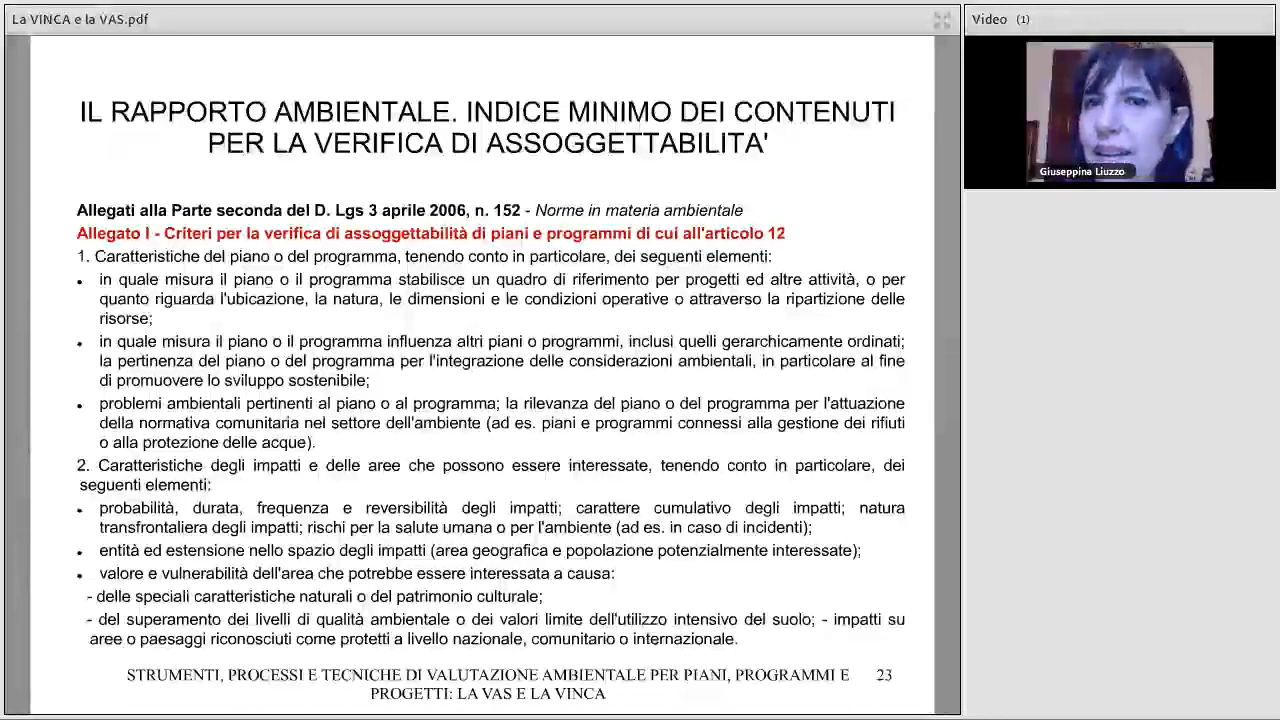 La VINCA e la VAS.pdf
Video (1)
Giuseppina Liuzzo
IL RAPPORTO AMBIENTALE. INDICE MINIMO DEI CONTENUTI
PER LA VERIFICA DI ASSOGGETTABILITA'
Allegati alla Parte seconda del D. Lgs 3 aprile 2006, n. 152 - Norme in materia ambientale
Allegato I - Criteri per la verifica di assoggettabilità di piani e programmi di cui all'articolo 12
1. Caratteristiche del piano o del programma, tenendo conto in particolare, dei seguenti elementi:
• in quale misura il piano o il programma stabilisce un quadro di riferimento per progetti ed altre attività, o per
quanto riguarda l'ubicazione, la natura, le dimensioni e le condizioni operative o attraverso la ripartizione delle
risorse;
• in quale misura il piano o il programma influenza altri piani o programmi, inclusi quelli gerarchicamente ordinati;
la pertinenza del piano o del programma per l'integrazione delle considerazioni ambientali, in particolare al fine
di promuovere lo sviluppo sostenibile;
• problemi ambientali pertinenti al piano o al programma; la rilevanza del piano o del programma per l'attuazione
della normativa comunitaria nel settore dell'ambiente (ad es. piani e programmi connessi alla gestione dei rifiuti
o alla protezione delle acque).
2. Caratteristiche degli impatti e delle aree che possono essere interessate, tenendo conto in particolare, dei
seguenti elementi:
• probabilità, durata, frequenza e reversibilità degli impatti; carattere cumulativo degli impatti; natura
transfrontaliera degli impatti; rischi per la salute umana o per l'ambiente (ad es. in caso di incidenti);
• entità ed estensione nello spazio degli impatti (area geografica e popolazione potenzialmente interessate);
• valore e vulnerabilità dell'area che potrebbe essere interessata a causa:
- delle speciali caratteristiche naturali o del patrimonio culturale;
- del superamento dei livelli di qualità ambientale o dei valori limite dell'utilizzo intensivo del suolo; - impatti su
aree o paesaggi riconosciuti come protetti a livello nazionale, comunitario o internazionale.
STRUMENTI, PROCESSI E TECNICHE DI VALUTAZIONE AMBIENTALE PER PIANI, PROGRAMMI E 23
PROGETTI: LA VAS E LA VINCA